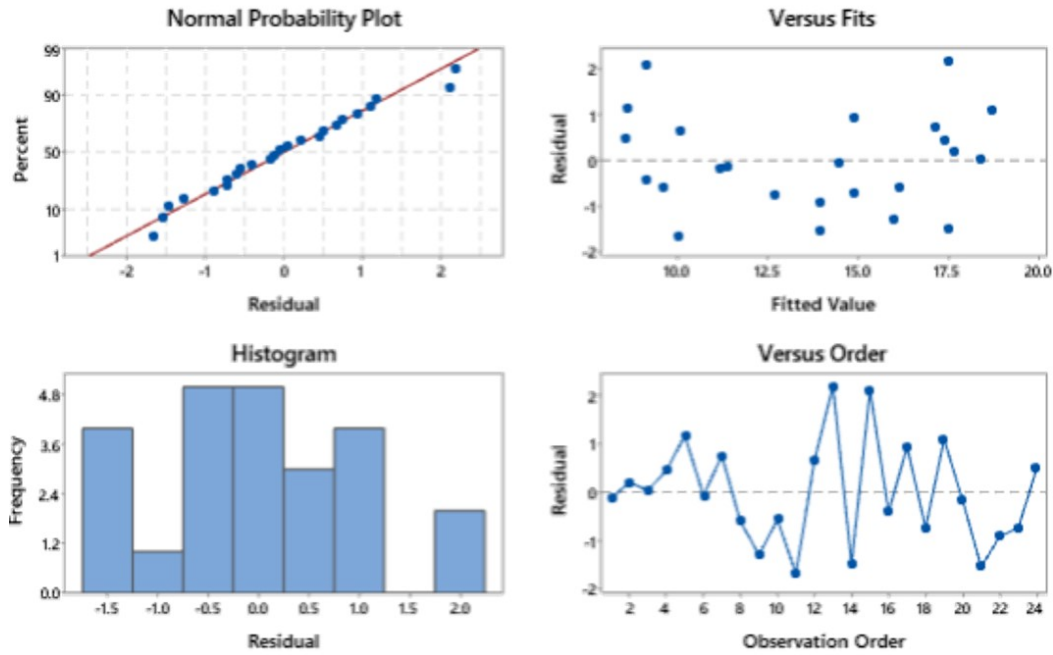 Normal Probability Plot
99
90
50
10
1
Percent
-2 -1 0 1 2
Residual
Versus Fits
2
1
0
-1
-2
Residual
10.0 12.5 15.0 17.5 20.0
Fitted Value
Histogram
4.8
3.6
2.4
1.2
0.0
Frequency
-1.5 -1.0 -0.5 0.0 0.5 1.0 1.5 2.0
Residual
Versus Order
2
1
0
-1
-2
Residual
2 4 6 8 10 12 14 16 18 20 22 24
Observation Order